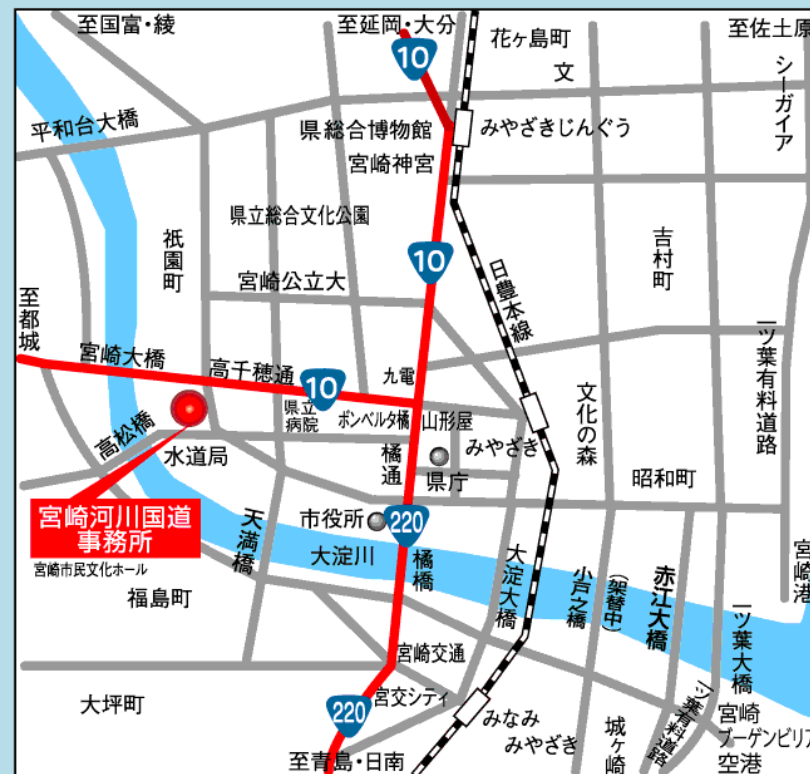 至国富・綾
至延岡・大分
花ヶ島町
至佐土原
10
文
シーガイア
平和台大橋
県総合博物館
みやざきじんぐう
宮崎神宮
県立総合文化公園
祇園町
10
吉村町
日豊本線
宮崎公立大
至都城
一ツ葉有料道路
宮崎大橋
高千穂通
10
九電
文化の森
県立
病院
ボンベルタ橘
山形屋
高松橋
水道局
橘通
みやざき
県庁
昭和町
宮崎河川国道
事務所
天満橋
市役所
220
大淀川
橘橋
大淀大橋
小戸之橋
(架替中)
赤江大橋
宮崎港
宮崎市民文化ホール
福島町
一ツ葉大橋
宮崎交通
大坪町
宮交シティ
220
みなみ
みやざき
城ヶ崎
一ツ葉有料道路
宮崎
ブーゲンビリア
空港
至青島・日南